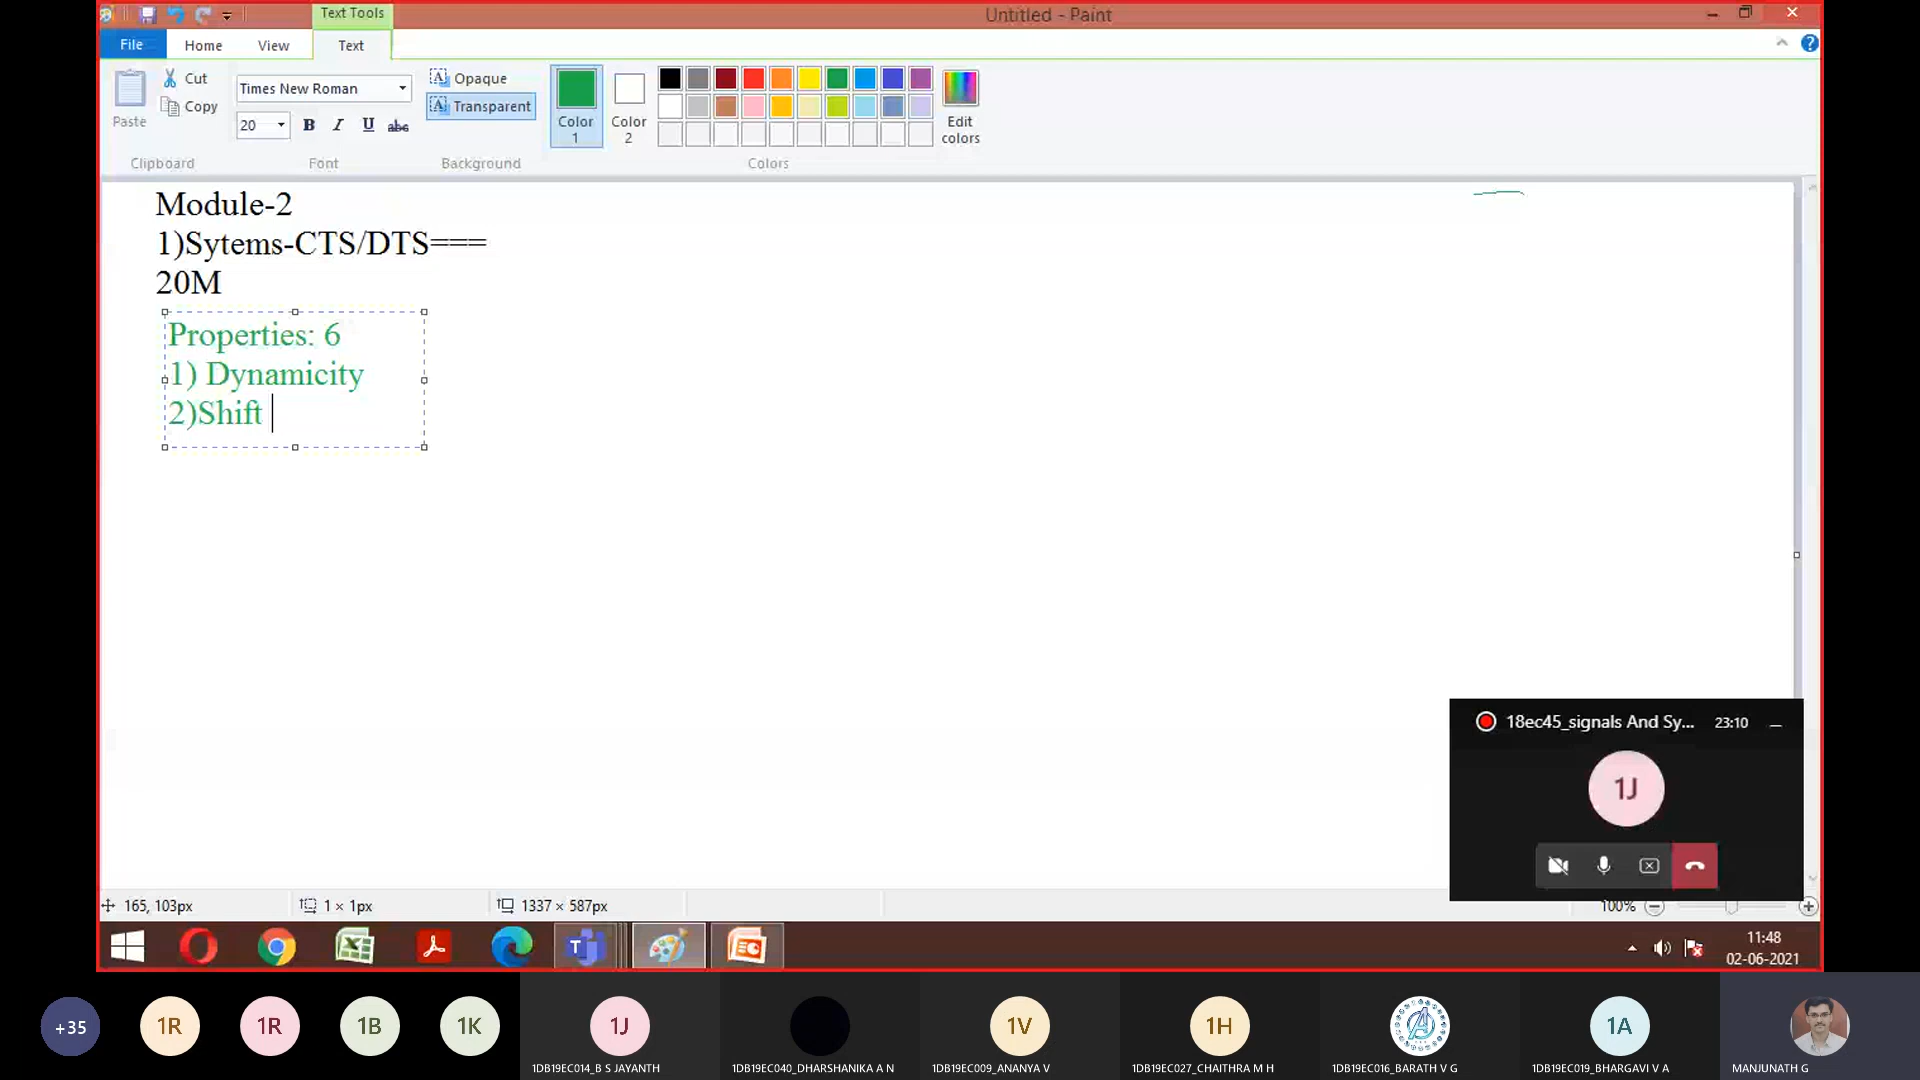 Text Tools
Untitled - Paint
File
Home
View
Text
Paste
Cut
Copy
Clipboard
Times New Roman
20
B I U abc
Font
Opaque
Transparent
Background
Color 1
Color 2
Edit colors
Colors
Module-2
1)Sytems-CTS/DTS===
20M
Properties: 6
1) Dynamicity
2)Shift
18ec45_signals And Sy... 23:10
1J
165, 103px
1 × 1px
1337 × 587px
100%
11:48
02-06-2021
+35
1R
1R
1B
1K
1J
1V
1H
1A
1DB19EC014_B S JAYANTH
1DB19EC040_DHARSHANIKA A N
1DB19EC009_ANANYA V
1DB19EC027_CHAITHRA M H
1DB19EC016_BARATH V G
1DB19EC019_BHARGAVI V A
MANJUNATH G